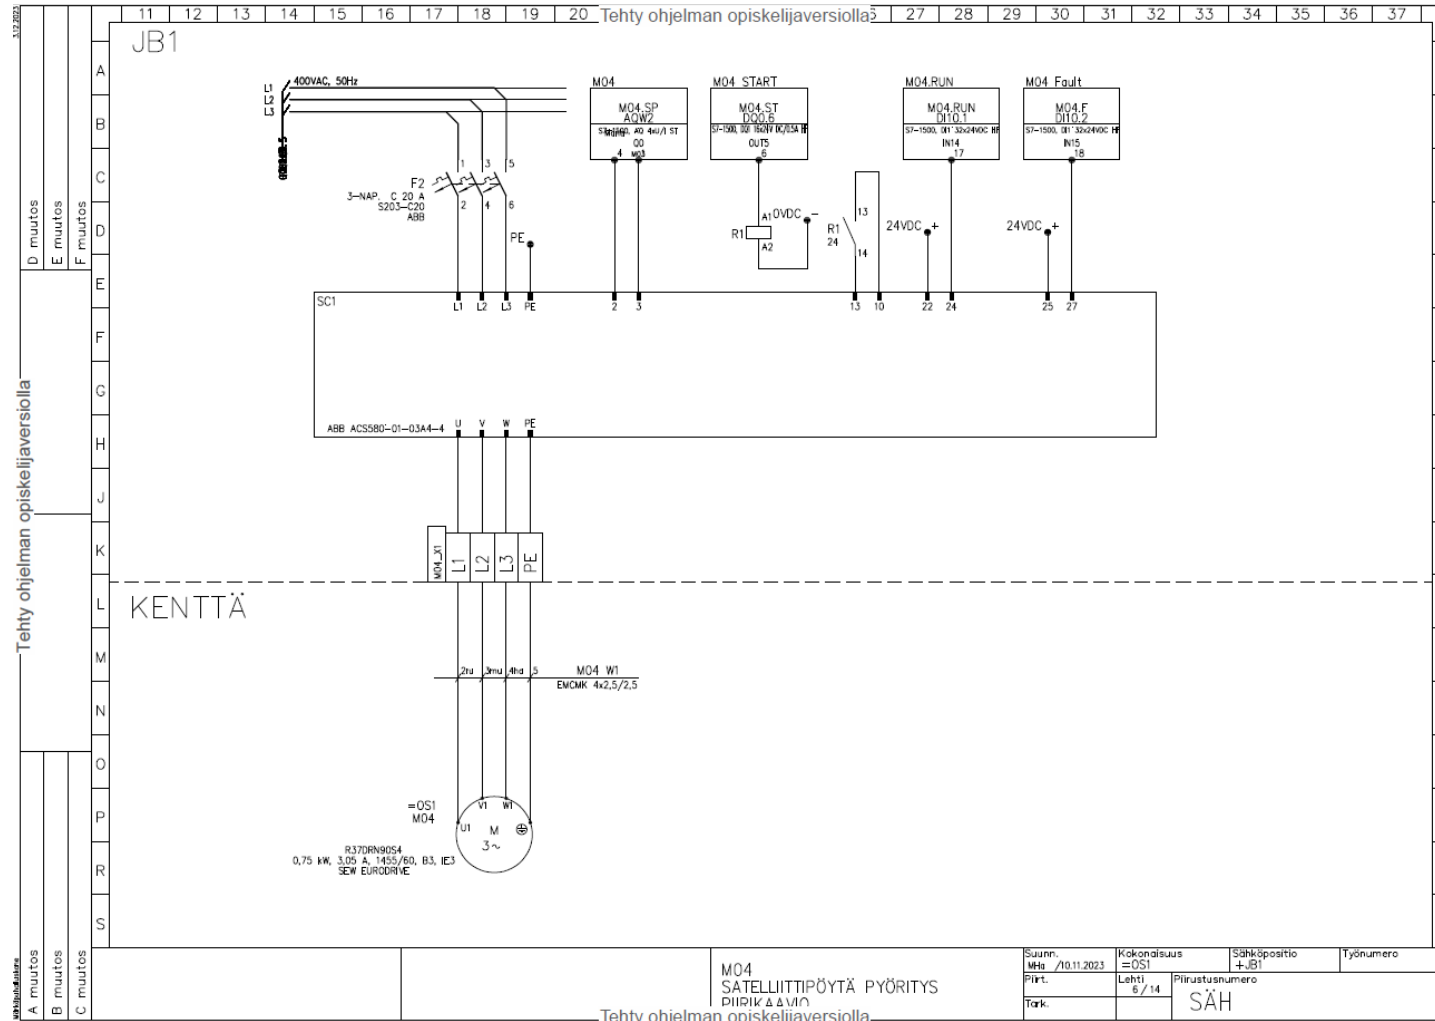 3.12.2023
11 12 13 14 15 16 17 18 19 20 Tehty ohjelman opiskelijaversiolla 27 28 29 30 31 32 33 34 35 36 37
JB1
A
B
C
D
E
F
G
H
J
K
L
M
N
O
P
R
S
D muutos
E muutos
F muutos
Tehty ohjelman opiskelijaversiolla
A muutos
B muutos
C muutos
400VAC, 50Hz
L1
L2
L3
1 3 5
F2
3-NAP. C 20 A
S203-C20
ABB
2 4 6
PE
M04
M04.SP
AQW2
QO
4
M04 START
M04.ST
DQ0.6
S7-1500, DQ1 16x24V DC/0.5A HF
OUT5
6
A1
0VDC -
R1
A2
13
R1
24
14
M04.RUN
M04.RUN
DI10.1
S7-1500, DI1 32x24VDC HF
IN14
17
24VDC +
M04 Fault
M04.F
DI10.2
S7-1500, DI1 32x24VDC HF
IN15
18
24VDC +
SC1
L1 L2 L3 PE 2 3 13 10 22 24 25 27
ABB ACS580-01-03A4-4
U V W PE
M04_X1
L1 L2 L3 PE
KENTTÄ
2ru 3mu 4ha 5
M04 W1
EMCMK 4x2,5/2,5
=OS1
M04
U1 V1 W1
M
3~
R37DRN90S4
0,75 kW, 3,05 A, 1455/60, B3, IE3
SEW EURODRIVE
M04
SATELLIITTIPÖYTÄ PYÖRITYS
PIIRIKAAVIO
Suunn.
MHa /10.11.2023
Piirt.
Tark.
Kokonaisuus
=OS1
Lehti
6 / 14
Sähköpositio
+JB1
Työnumero
Piirustusnumero
SÄH
Tehty ohjelman opiskelijaversiolla